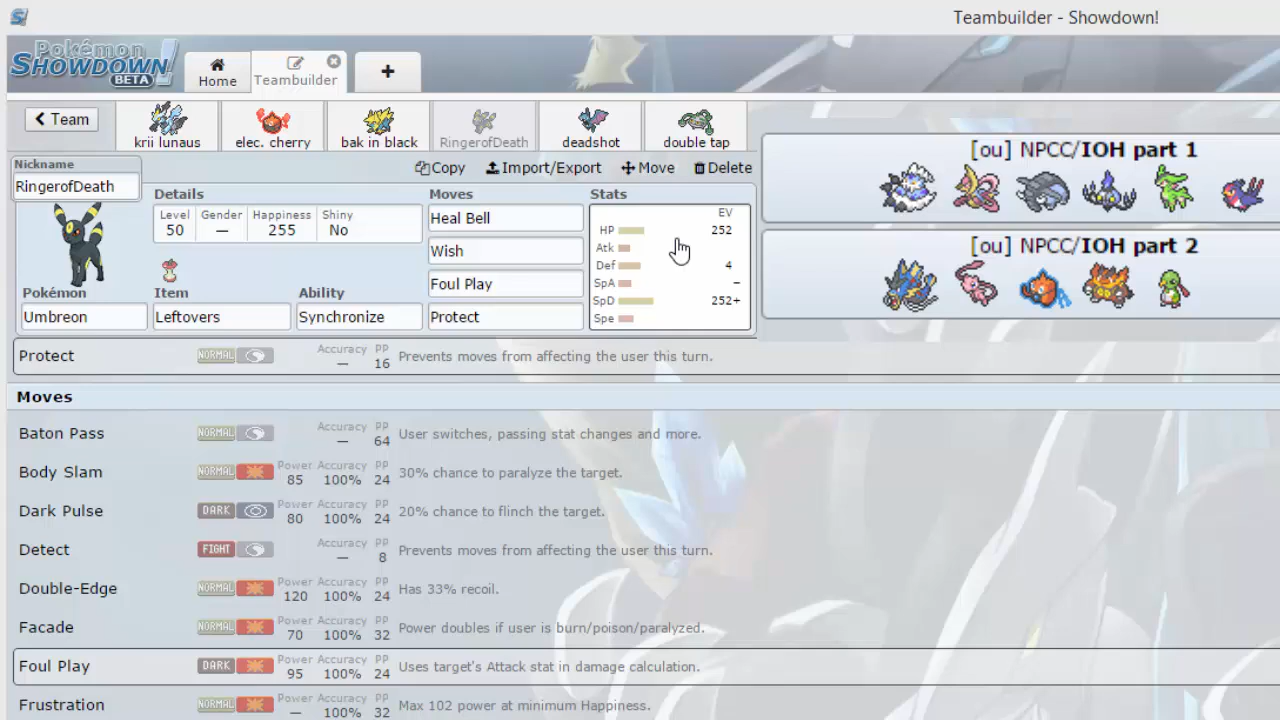 Teambuilder - Showdown!
Pokémon
SHOWDOWN!
BETA
Home
Teambuilder
+
< Team
krii lunaus
elec. cherry
bak in black
RingerofDeath
deadshot
double tap
Nickname
RingerofDeath
Copy
Import/Export
Move
Delete
Details
Level
50
Gender
—
Happiness
255
Shiny
No
Pokémon
Umbreon
Item
Leftovers
Ability
Synchronize
Moves
Heal Bell
Wish
Foul Play
Protect
Stats
EV
HP 252
Atk
Def 4
SpA –
SpD 252+
Spe
[ou] NPCC/IOH part 1
[ou] NPCC/IOH part 2
Protect NORMAL Accuracy — PP 16 Prevents moves from affecting the user this turn.
Moves
Baton Pass NORMAL Accuracy — PP 64 User switches, passing stat changes and more.
Body Slam NORMAL Power 85 Accuracy 100% PP 24 30% chance to paralyze the target.
Dark Pulse DARK Power 80 Accuracy 100% PP 24 20% chance to flinch the target.
Detect FIGHT Accuracy — PP 8 Prevents moves from affecting the user this turn.
Double-Edge NORMAL Power 120 Accuracy 100% PP 24 Has 33% recoil.
Facade NORMAL Power 70 Accuracy 100% PP 32 Power doubles if user is burn/poison/paralyzed.
Foul Play DARK Power 95 Accuracy 100% PP 24 Uses target's Attack stat in damage calculation.
Frustration NORMAL Power — Accuracy 100% PP 32 Max 102 power at minimum Happiness.